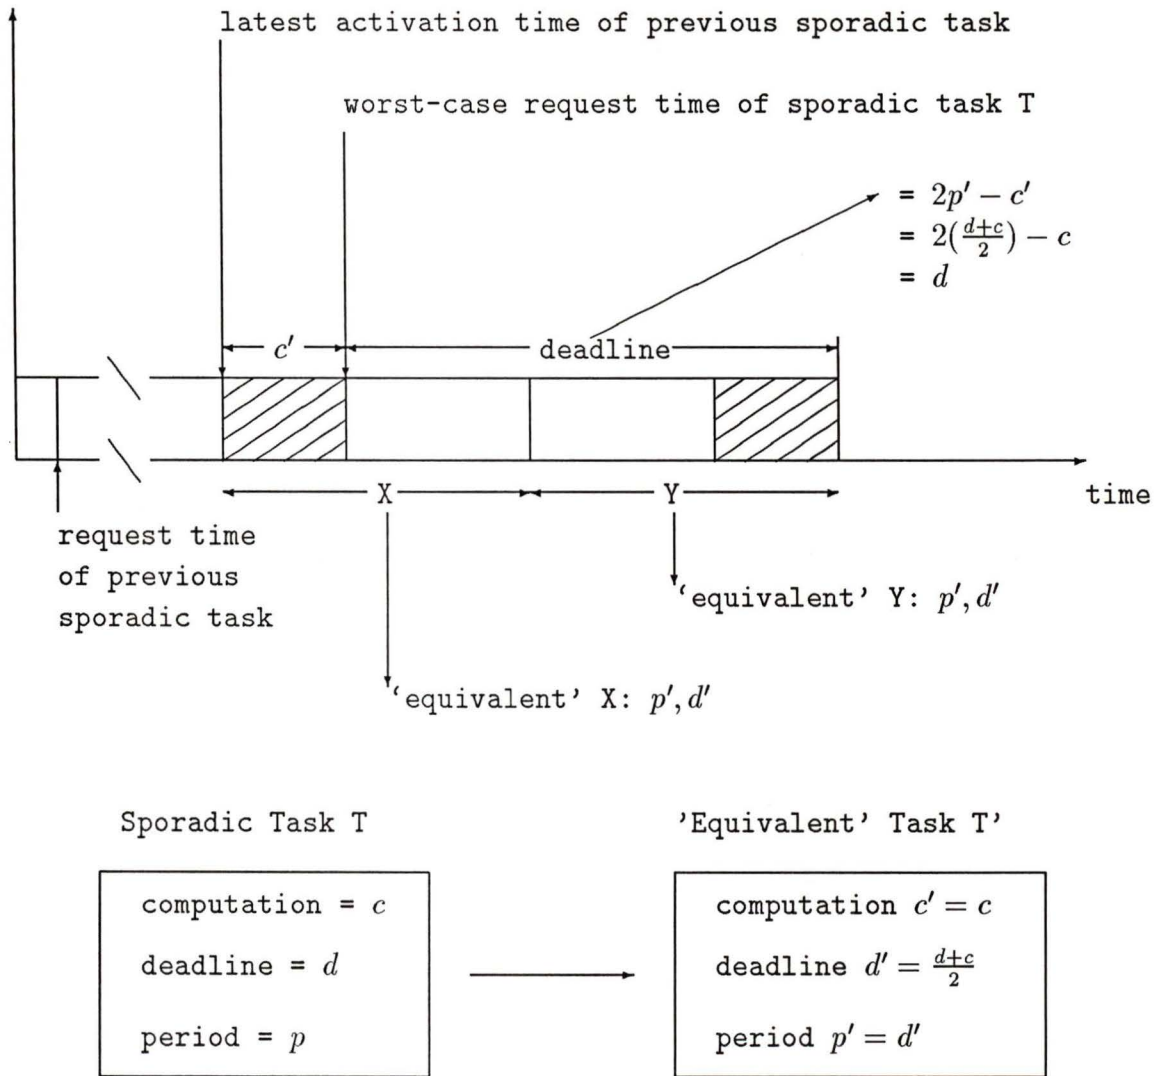 latest activation time of previous sporadic task
worst-case request time of sporadic task T
= 2p′ − c′
= 2(\frac{d+c}{2}) − c
= d
c′
deadline
X
Y
time
request time
of previous
sporadic task
‘equivalent’ Y: p′, d′
‘equivalent’ X: p′, d′
Sporadic Task T
'Equivalent' Task T'
computation = c
deadline = d
period = p
computation c′ = c
deadline d′ = \frac{d+c}{2}
period p′ = d′